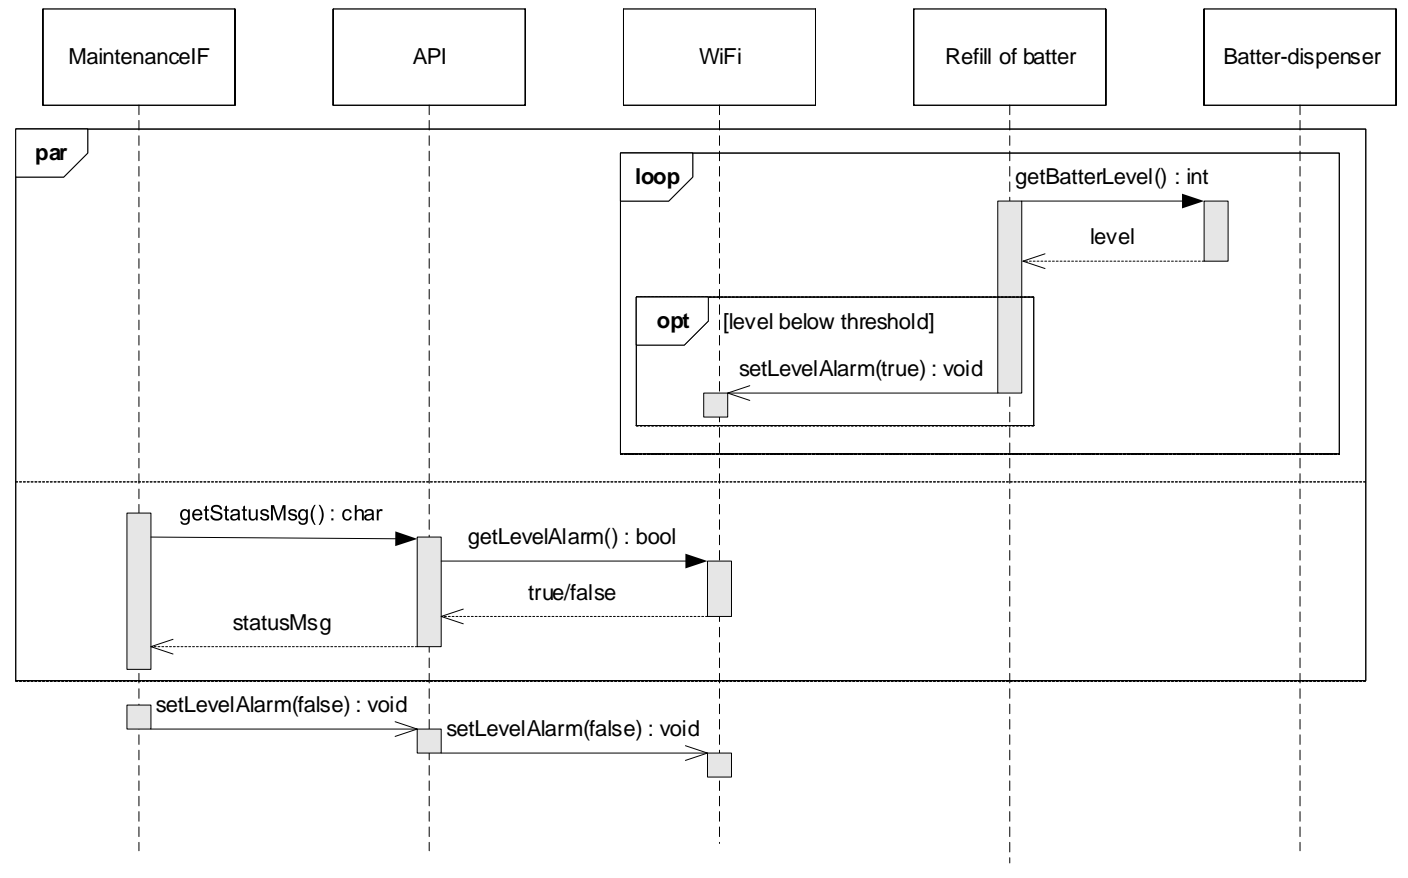 MaintenanceIF
API
WiFi
Refill of batter
Batter-dispenser
par
loop
getBatterLevel() : int
level
opt
[level below threshold]
setLevelAlarm(true) : void
getStatusMsg() : char
getLevelAlarm() : bool
true/false
statusMsg
setLevelAlarm(false) : void
setLevelAlarm(false) : void